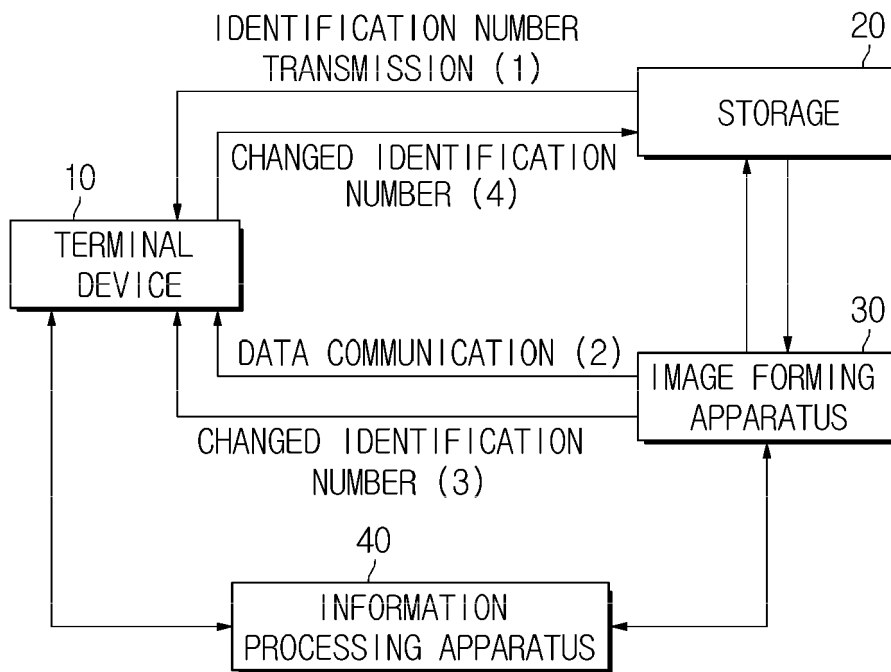 IDENTIFICATION NUMBER
TRANSMISSION (1)
20
STORAGE
CHANGED IDENTIFICATION
NUMBER (4)
10
TERMINAL
DEVICE
30
DATA COMMUNICATION (2)
IMAGE FORMING
APPARATUS
CHANGED IDENTIFICATION
NUMBER (3)
40
INFORMATION
PROCESSING APPARATUS